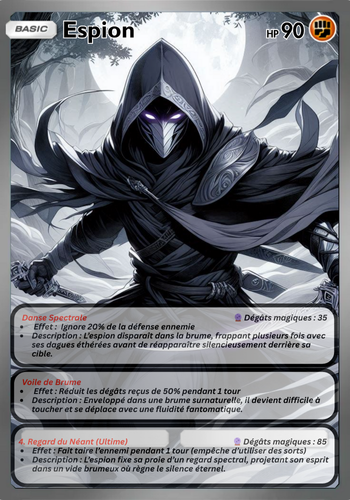 BASIC Espion HP 90
Danse Spectrale Dégâts magiques : 35
• Effet : Ignore 20% de la défense ennemie
• Description : L'espion disparaît dans la brume, frappant plusieurs fois avec
ses dagues éthérées avant de réapparaître silencieusement derrière sa
cible.
Voile de Brume
• Effet : Réduit les dégâts reçus de 50% pendant 1 tour
• Description : Enveloppé dans une brume surnaturelle, il devient difficile à
toucher et se déplace avec une fluidité fantomatique.
4. Regard du Néant (Ultime) Dégâts magiques : 85
• Effet : Fait taire l'ennemi pendant 1 tour (empêche d'utiliser des sorts)
• Description : L'espion fixe sa proie d'un regard spectral, projetant son esprit
dans un vide brumeux où règne le silence éternel.